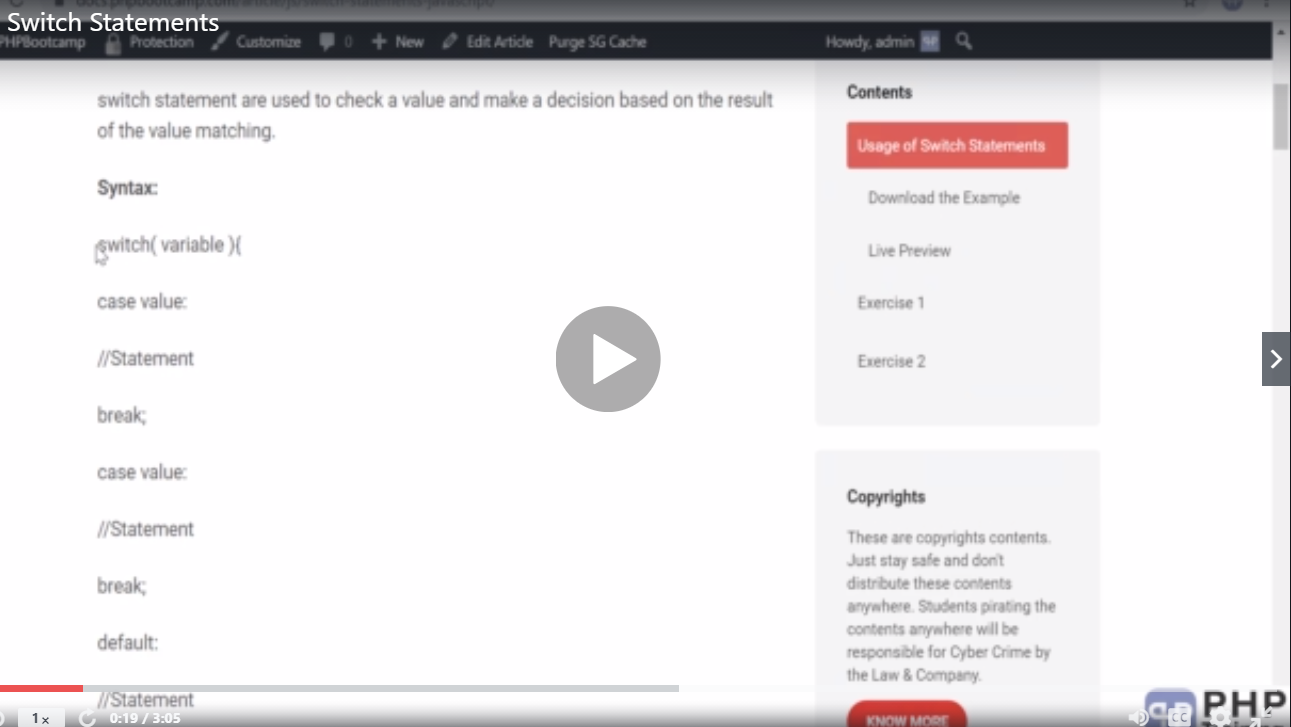 Switch Statements
PHPBootcamp Protection Customize 0 New Edit Article Purge SG Cache Howdy, admin
switch statement are used to check a value and make a decision based on the result
of the value matching.
Syntax:
switch( variable ){
case value:
//Statement
break;
case value:
//Statement
break;
default:
//Statement
Contents
Usage of Switch Statements
Download the Example
Live Preview
Exercise 1
Exercise 2
Copyrights
These are copyrights contents.
Just stay safe and don't
distribute these contents
anywhere. Students pirating the
contents anywhere will be
responsible for Cyber Crime by
the Law & Company.
KNOW MORE
PHP
1x 0:19 / 3:05 CC